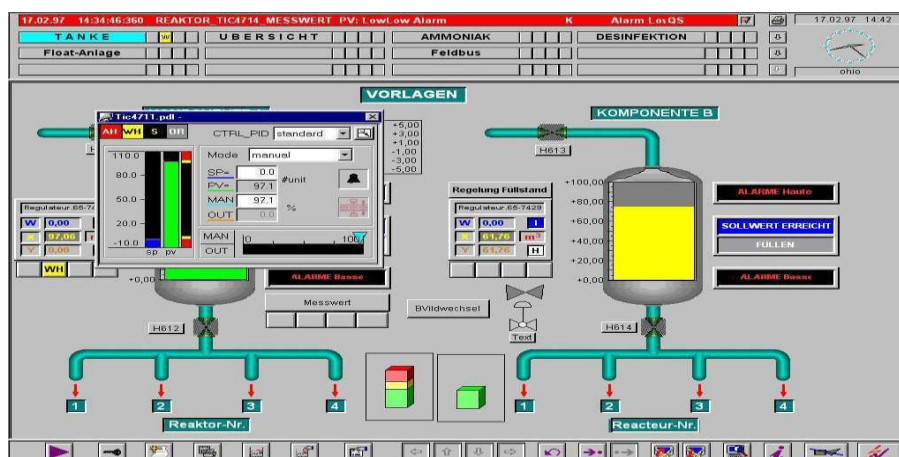 17.02.97 14:34:46:360 REAKTOR_TIC4714_MESSWERT PV: LowLow Alarm K Alarm LowQS
17.02.97 14:42
TANKE W UBERSICHT AMMONIAK DESINFEKTION
Float-Anlage Feldbus
ohio
VORLAGEN
Tic4711.pdl -
AH WH S OR CTRL_PID standard
110.0
80.0
50.0
20.0
-10.0
sp pv
Mode manual
SP= 0.0
#unit
PV= 97.1
MAN 97.1
%
OUT 0.0
MAN 0 100
OUT
+5,00
+3,00
+1,00
-1,00
-3,00
-5,00
Regulateur.65-7
W 0,00
X 97,06
Y 0,00
WH
+0,00
ALARME Basse
Messwert
H612
BVildwechsel
Text
1 2 3 4
Reaktor-Nr.
KOMPONENTE B
H613
Regelung Füllstand
Regulateur.65-7429
W 0,00 I
X 61,76 m³
Y 61,76 H
+100,00
+80,00
+60,00
+40,00
+20,00
+0,00
ALARME Haute
SOLLWERT ERREICHT
FULLEN
ALARME Basse
H614
1 2 3 4
Reacteur-Nr.